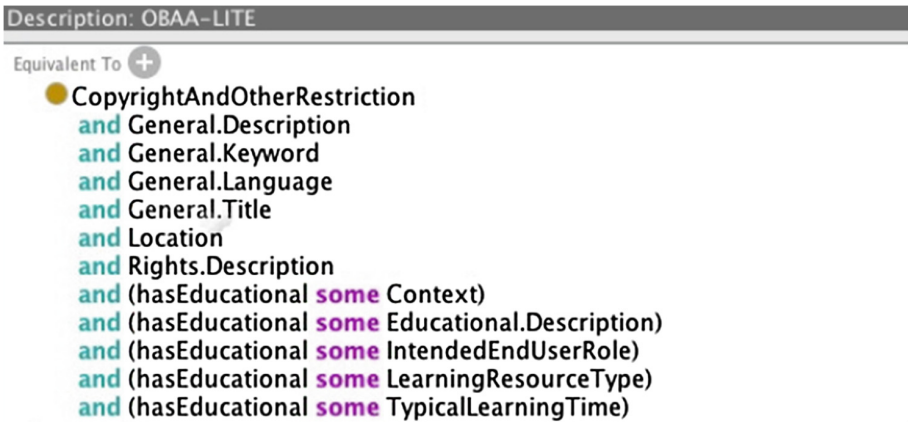 Description: OBAA-LITE
Equivalent To
CopyrightAndOtherRestriction
and General.Description
and General.Keyword
and General.Language
and General.Title
and Location
and Rights.Description
and (hasEducational some Context)
and (hasEducational some Educational.Description)
and (hasEducational some IntendedEndUserRole)
and (hasEducational some LearningResourceType)
and (hasEducational some TypicalLearningTime)